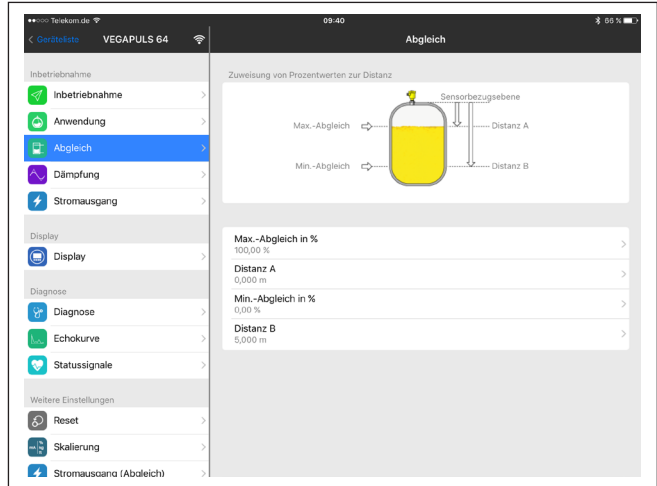 Telekom.de
09:40
66 %
Geräteliste
VEGAPULS 64
Abgleich
Inbetriebnahme
Inbetriebnahme
Anwendung
Abgleich
Dämpfung
Stromausgang
Display
Display
Diagnose
Diagnose
Echokurve
Statussignale
Weitere Einstellungen
Reset
Skalierung
Stromausgang (Abgleich)
Zuweisung von Prozentwerten zur Distanz
Sensorbezugsebene
Max.-Abgleich
Distanz A
Min.-Abgleich
Distanz B
Max.-Abgleich in %
100,00 %
Distanz A
0,000 m
Min.-Abgleich in %
0,00 %
Distanz B
5,000 m